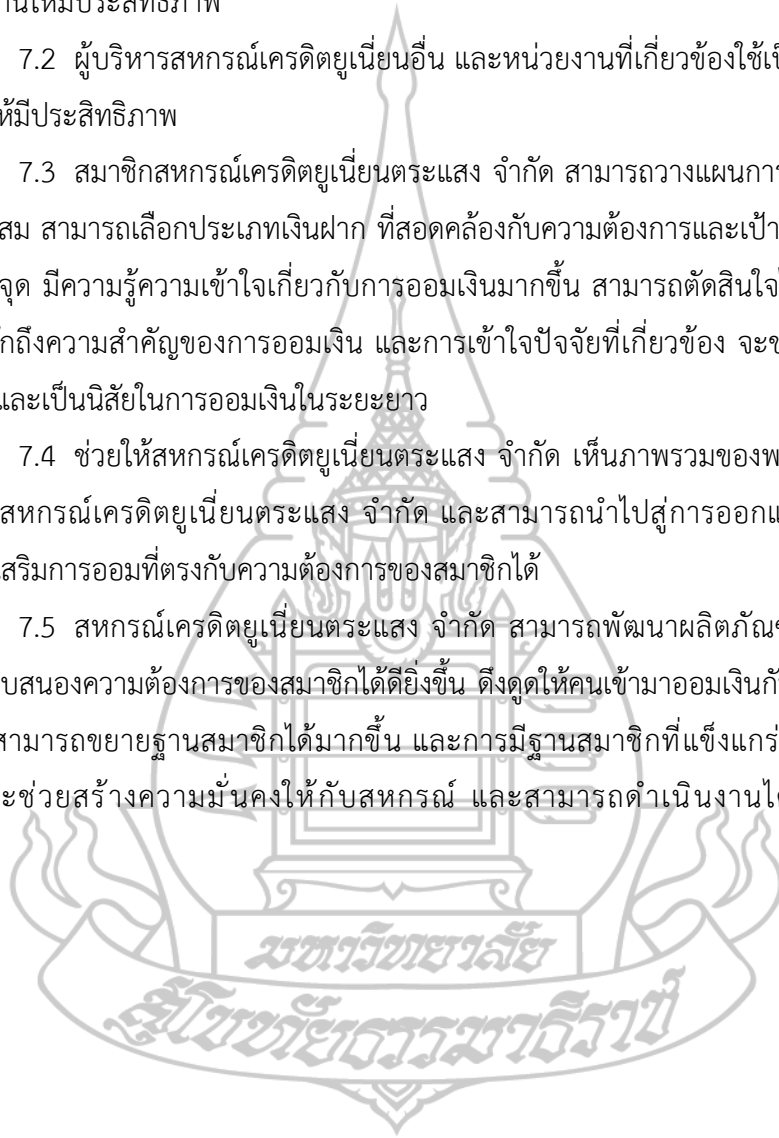 านให้มีประสิทธิภาพ
7.2 ผู้บริหารสหกรณ์เครดิตยูเนี่ยนอื่น และหน่วยงานที่เกี่ยวข้องใช้เป็
ห้มีประสิทธิภาพ
7.3 สมาชิกสหกรณ์เครดิตยูเนี่ยนตระแสง จำกัด สามารถวางแผนการ
สม สามารถเลือกประเภทเงินฝาก ที่สอดคล้องกับความต้องการและเป้า
จุด มีความรู้ความเข้าใจเกี่ยวกับการออมเงินมากขึ้น สามารถตัดสินใจ
ักถึงความสำคัญของการออมเงิน และการเข้าใจปัจจัยที่เกี่ยวข้อง จะช
และเป็นนิสัยในการออมเงินในระยะยาว
7.4 ช่วยให้สหกรณ์เครดิตยูเนี่ยนตระแสง จำกัด เห็นภาพรวมของพ
สหกรณ์เครดิตยูเนี่ยนตระแสง จำกัด และสามารถนำไปสู่การออกแ
เสริมการออมที่ตรงกับความต้องการของสมาชิกได้
7.5 สหกรณ์เครดิตยูเนี่ยนตระแสง จำกัด สามารถพัฒนาผลิตภัณฑ
บสนองความต้องการของสมาชิกได้ดียิ่งขึ้น ดึงดูดให้คนเข้ามาออมเงินกั
สามารถขยายฐานสมาชิกได้มากขึ้น และการมีฐานสมาชิกที่แข็งแกร่
ะช่วยสร้างความมั่นคงให้กับสหกรณ์ และสามารถดำเนินงานได
มหาวิทยาลัย
สุโขทัยธรรมาธิราช